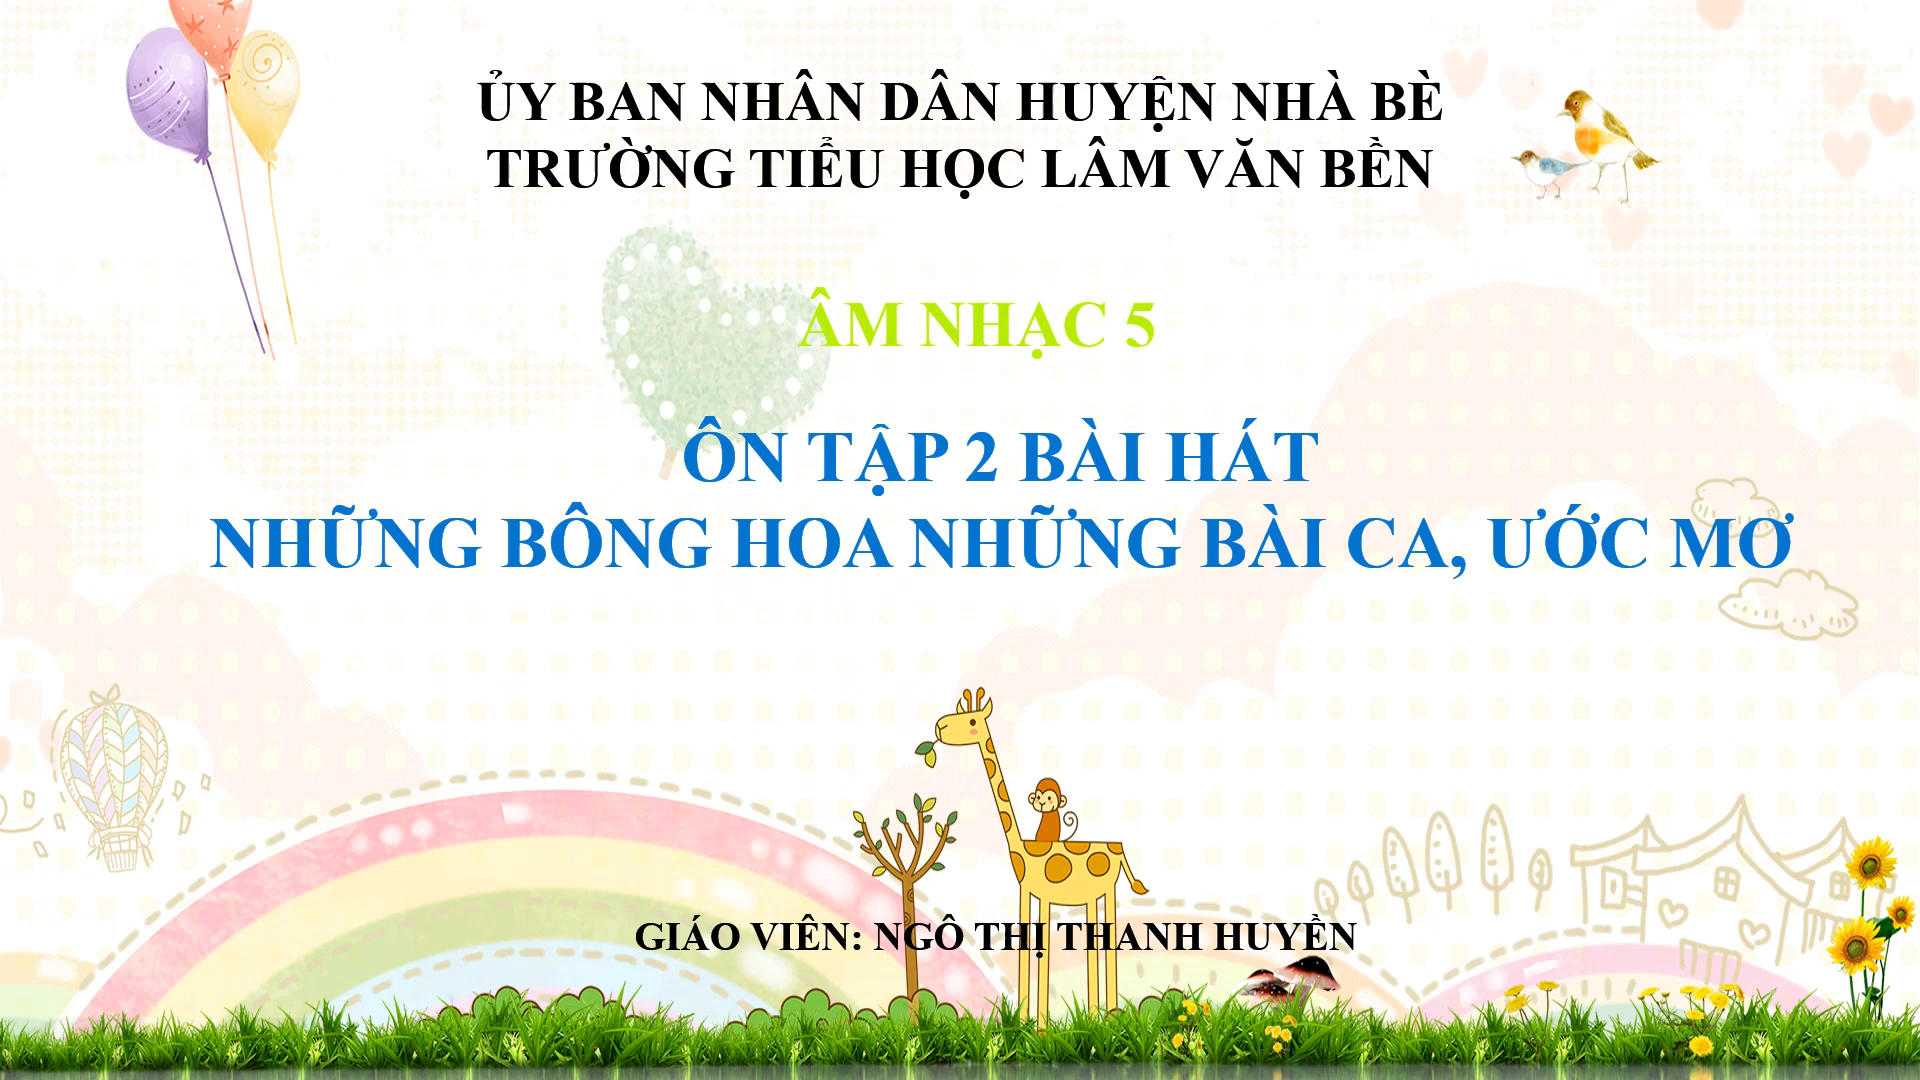 ỦY BAN NHÂN DÂN HUYỆN NHÀ BÈ
TRƯỜNG TIỂU HỌC LÂM VĂN BỀN
ÂM NHẠC 5
ÔN TẬP 2 BÀI HÁT
NHỮNG BÔNG HOA NHỮNG BÀI CA, ƯỚC MƠ
GIÁO VIÊN: NGÔ THỊ THANH HUYỀN